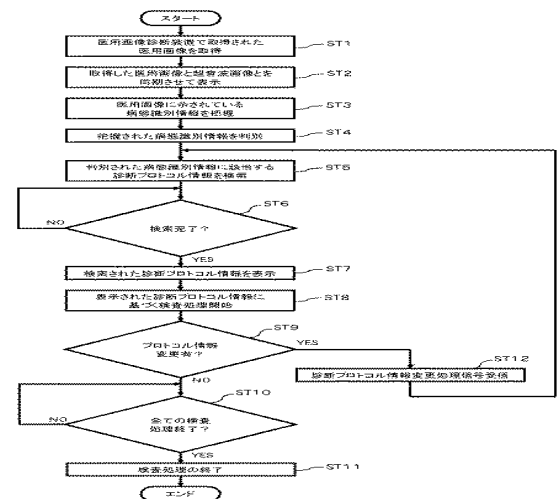 スタート
医用画像診断装置で取得された
医用画像を取得
ST1
取得した医用画像と超音波画像とを
同期させて表示
ST2
医用画像に示されている
病態識別情報を把握
ST3
把握された病態識別情報を判別
ST4
判別された病態識別情報に該当する
診断プロトコル情報を検索
ST5
ST6
検索完了?
NO
YES
検索された診断プロトコル情報を表示
ST7
表示された診断プロトコル情報に
基づく検査処理開始
ST8
ST9
プロトコル情報
変更有?
YES
NO
ST12
診断プロトコル情報変更処理信号受信
ST10
全ての検査
処理終了?
NO
YES
検査処理の終了
ST11
エンド